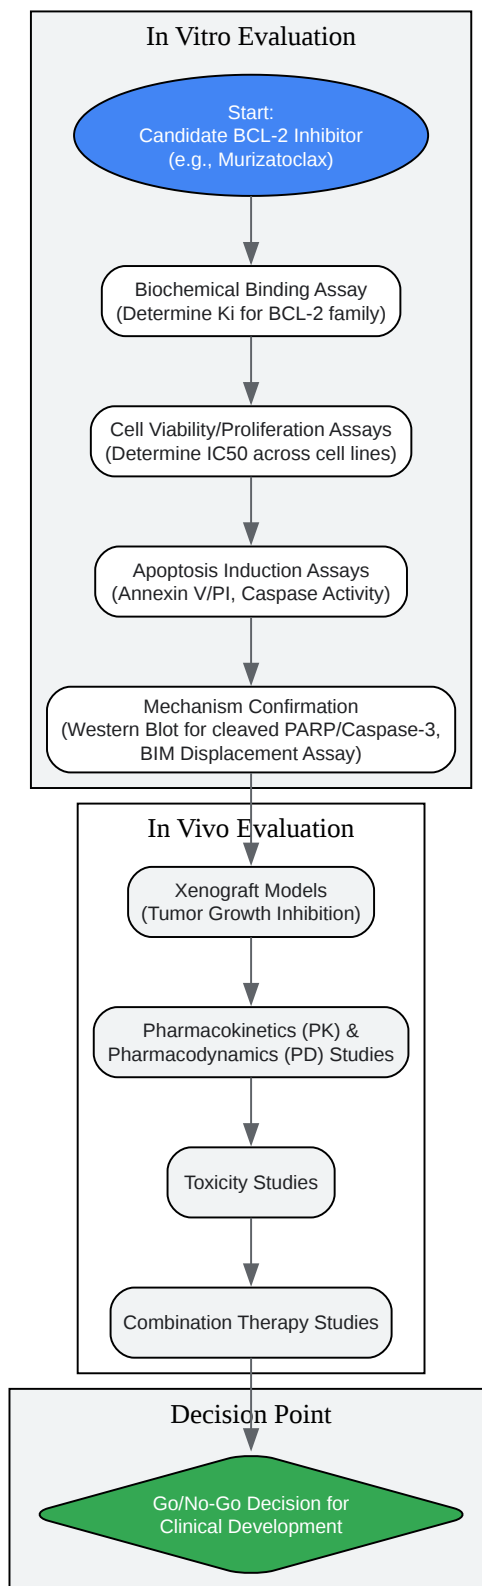 In Vitro Evaluation
Start:
Candidate BCL-2 Inhibitor
(e.g., Murizatoclax)
Biochemical Binding Assay
(Determine Ki for BCL-2 family)
Cell Viability/Proliferation Assays
(Determine IC50 across cell lines)
Apoptosis Induction Assays
(Annexin V/PI, Caspase Activity)
Mechanism Confirmation
(Western Blot for cleaved PARP/Caspase-3,
BIM Displacement Assay)
In Vivo Evaluation
Xenograft Models
(Tumor Growth Inhibition)
Pharmacokinetics (PK) &
Pharmacodynamics (PD) Studies
Toxicity Studies
Combination Therapy Studies
Decision Point
Go/No-Go Decision for
Clinical Development